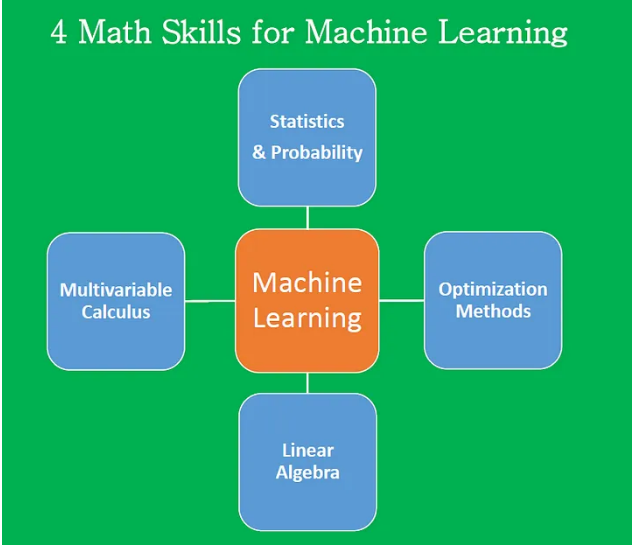 4 Math Skills for Machine Learning
Statistics
& Probability
Multivariable
Calculus
Machine
Learning
Optimization
Methods
Linear
Algebra